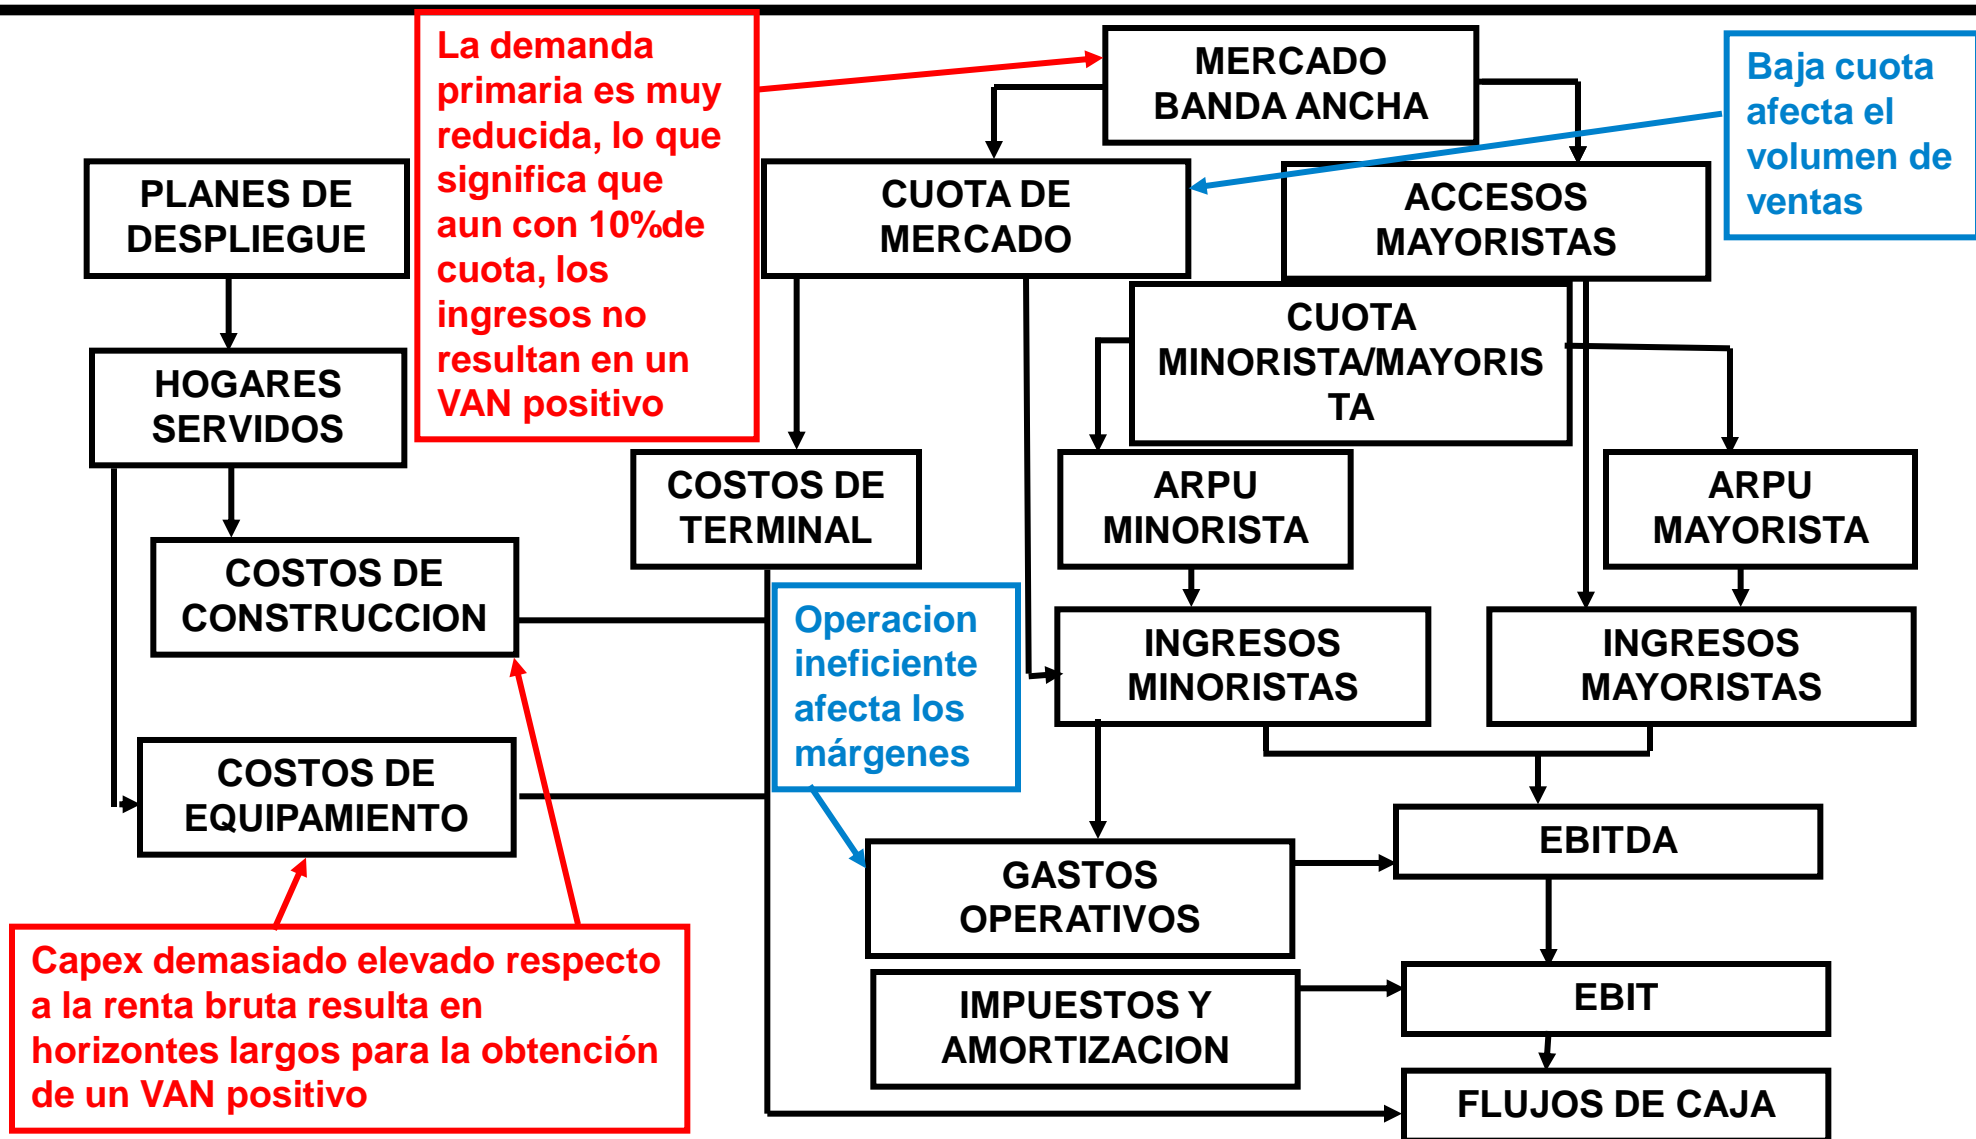 La demanda
primaria es muy
reducida, lo que
significa que
aun con 10%de
cuota, los
ingresos no
resultan en un
VAN positivo
MERCADO
BANDA ANCHA
Baja cuota
afecta el
volumen de
ventas
PLANES DE
DESPLIEGUE
CUOTA DE
MERCADO
ACCESOS
MAYORISTAS
CUOTA
MINORISTA/MAYORIS
TA
HOGARES
SERVIDOS
COSTOS DE
TERMINAL
ARPU
MINORISTA
ARPU
MAYORISTA
COSTOS DE
CONSTRUCCION
Operacion
ineficiente
afecta los
márgenes
INGRESOS
MINORISTAS
INGRESOS
MAYORISTAS
COSTOS DE
EQUIPAMIENTO
EBITDA
GASTOS
OPERATIVOS
Capex demasiado elevado respecto
a la renta bruta resulta en
horizontes largos para la obtención
de un VAN positivo
IMPUESTOS Y
AMORTIZACION
EBIT
FLUJOS DE CAJA